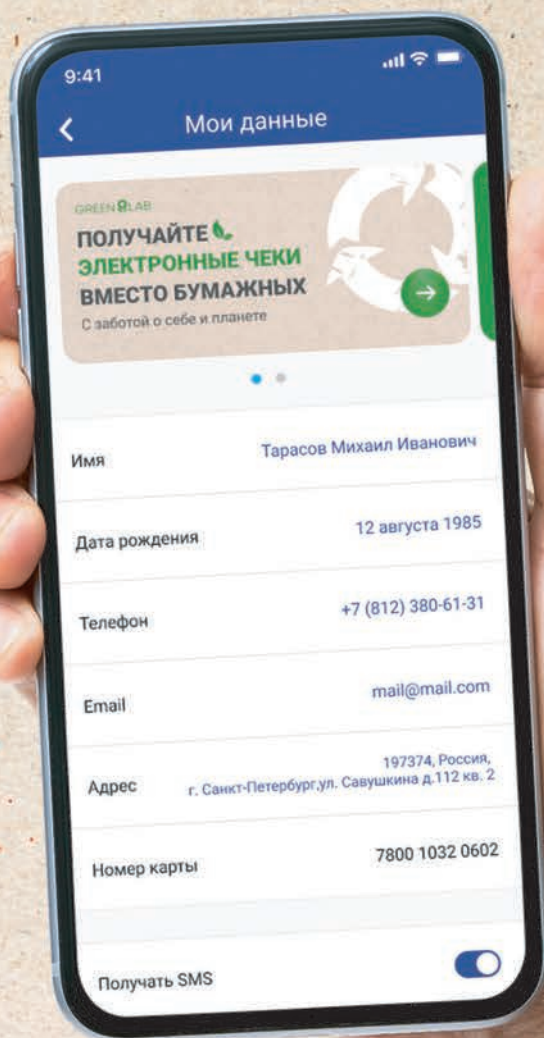 9:41
Мои данные
GREEN LAB
ПОЛУЧАЙТЕ
ЭЛЕКТРОННЫЕ ЧЕКИ
ВМЕСТО БУМАЖНЫХ
С заботой о себе и планете
Имя Тарасов Михаил Иванович
Дата рождения 12 августа 1985
Телефон +7 (812) 380-61-31
Email mail@mail.com
Адрес 197374, Россия,
г. Санкт-Петербург,ул. Савушкина д.112 кв. 2
Номер карты 7800 1032 0602
Получать SMS